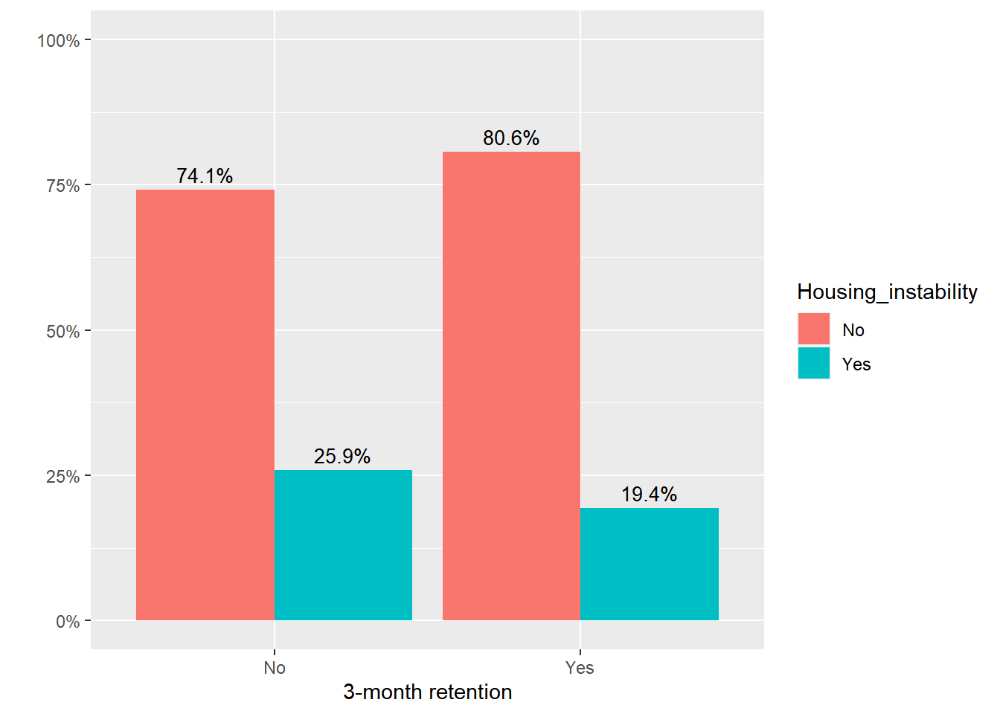 100%
75%
50%
25%
0%
74.1%
25.9%
80.6%
19.4%
No
Yes
3-month retention
Housing_instability
No
Yes